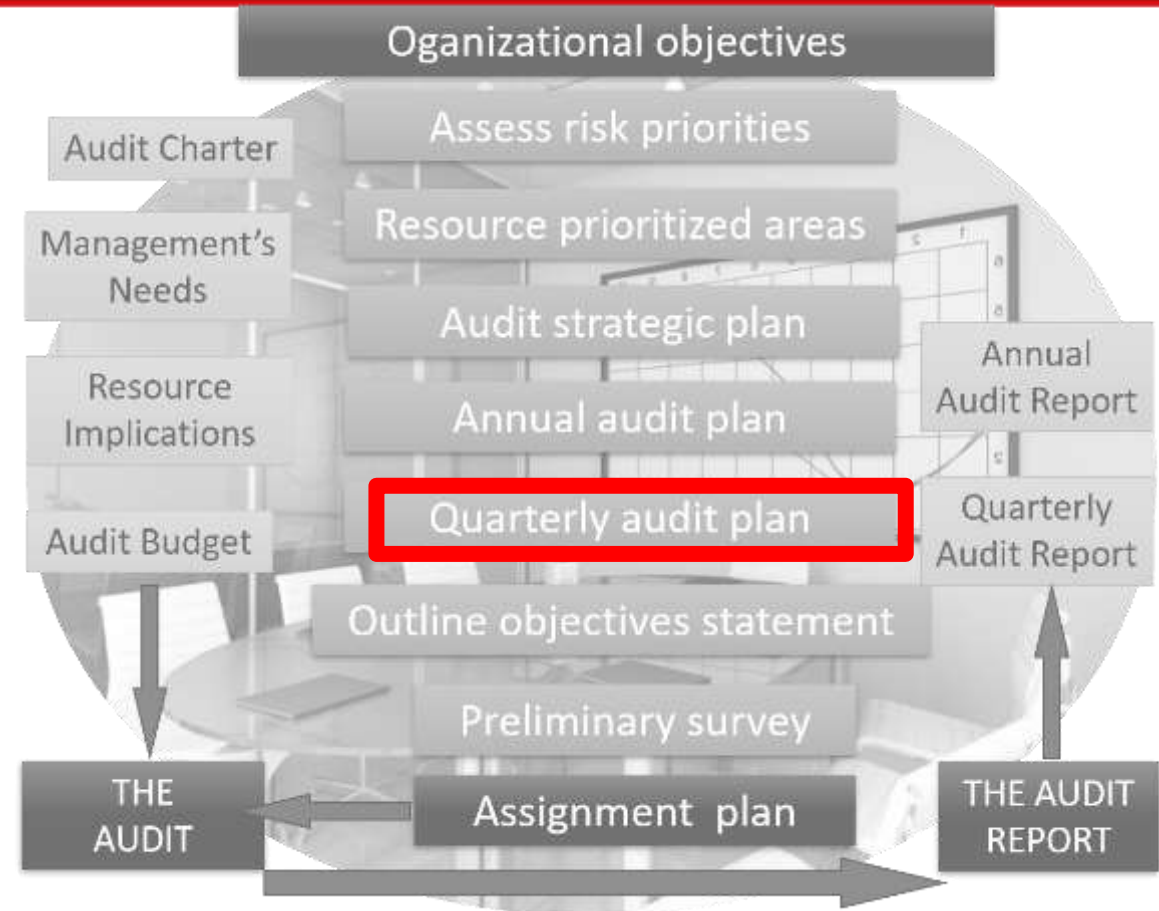 Oganizational objectives
Assess risk priorities
Audit Charter
Resource prioritized areas
Management's
Needs
Audit strategic plan
Annual
Audit Report
Resource
Implications
Annual audit plan
Quarterly audit plan
Quarterly
Audit Report
Audit Budget
Outline objectives statement
Preliminary survey
THE
AUDIT
Assignment plan
THE AUDIT
REPORT